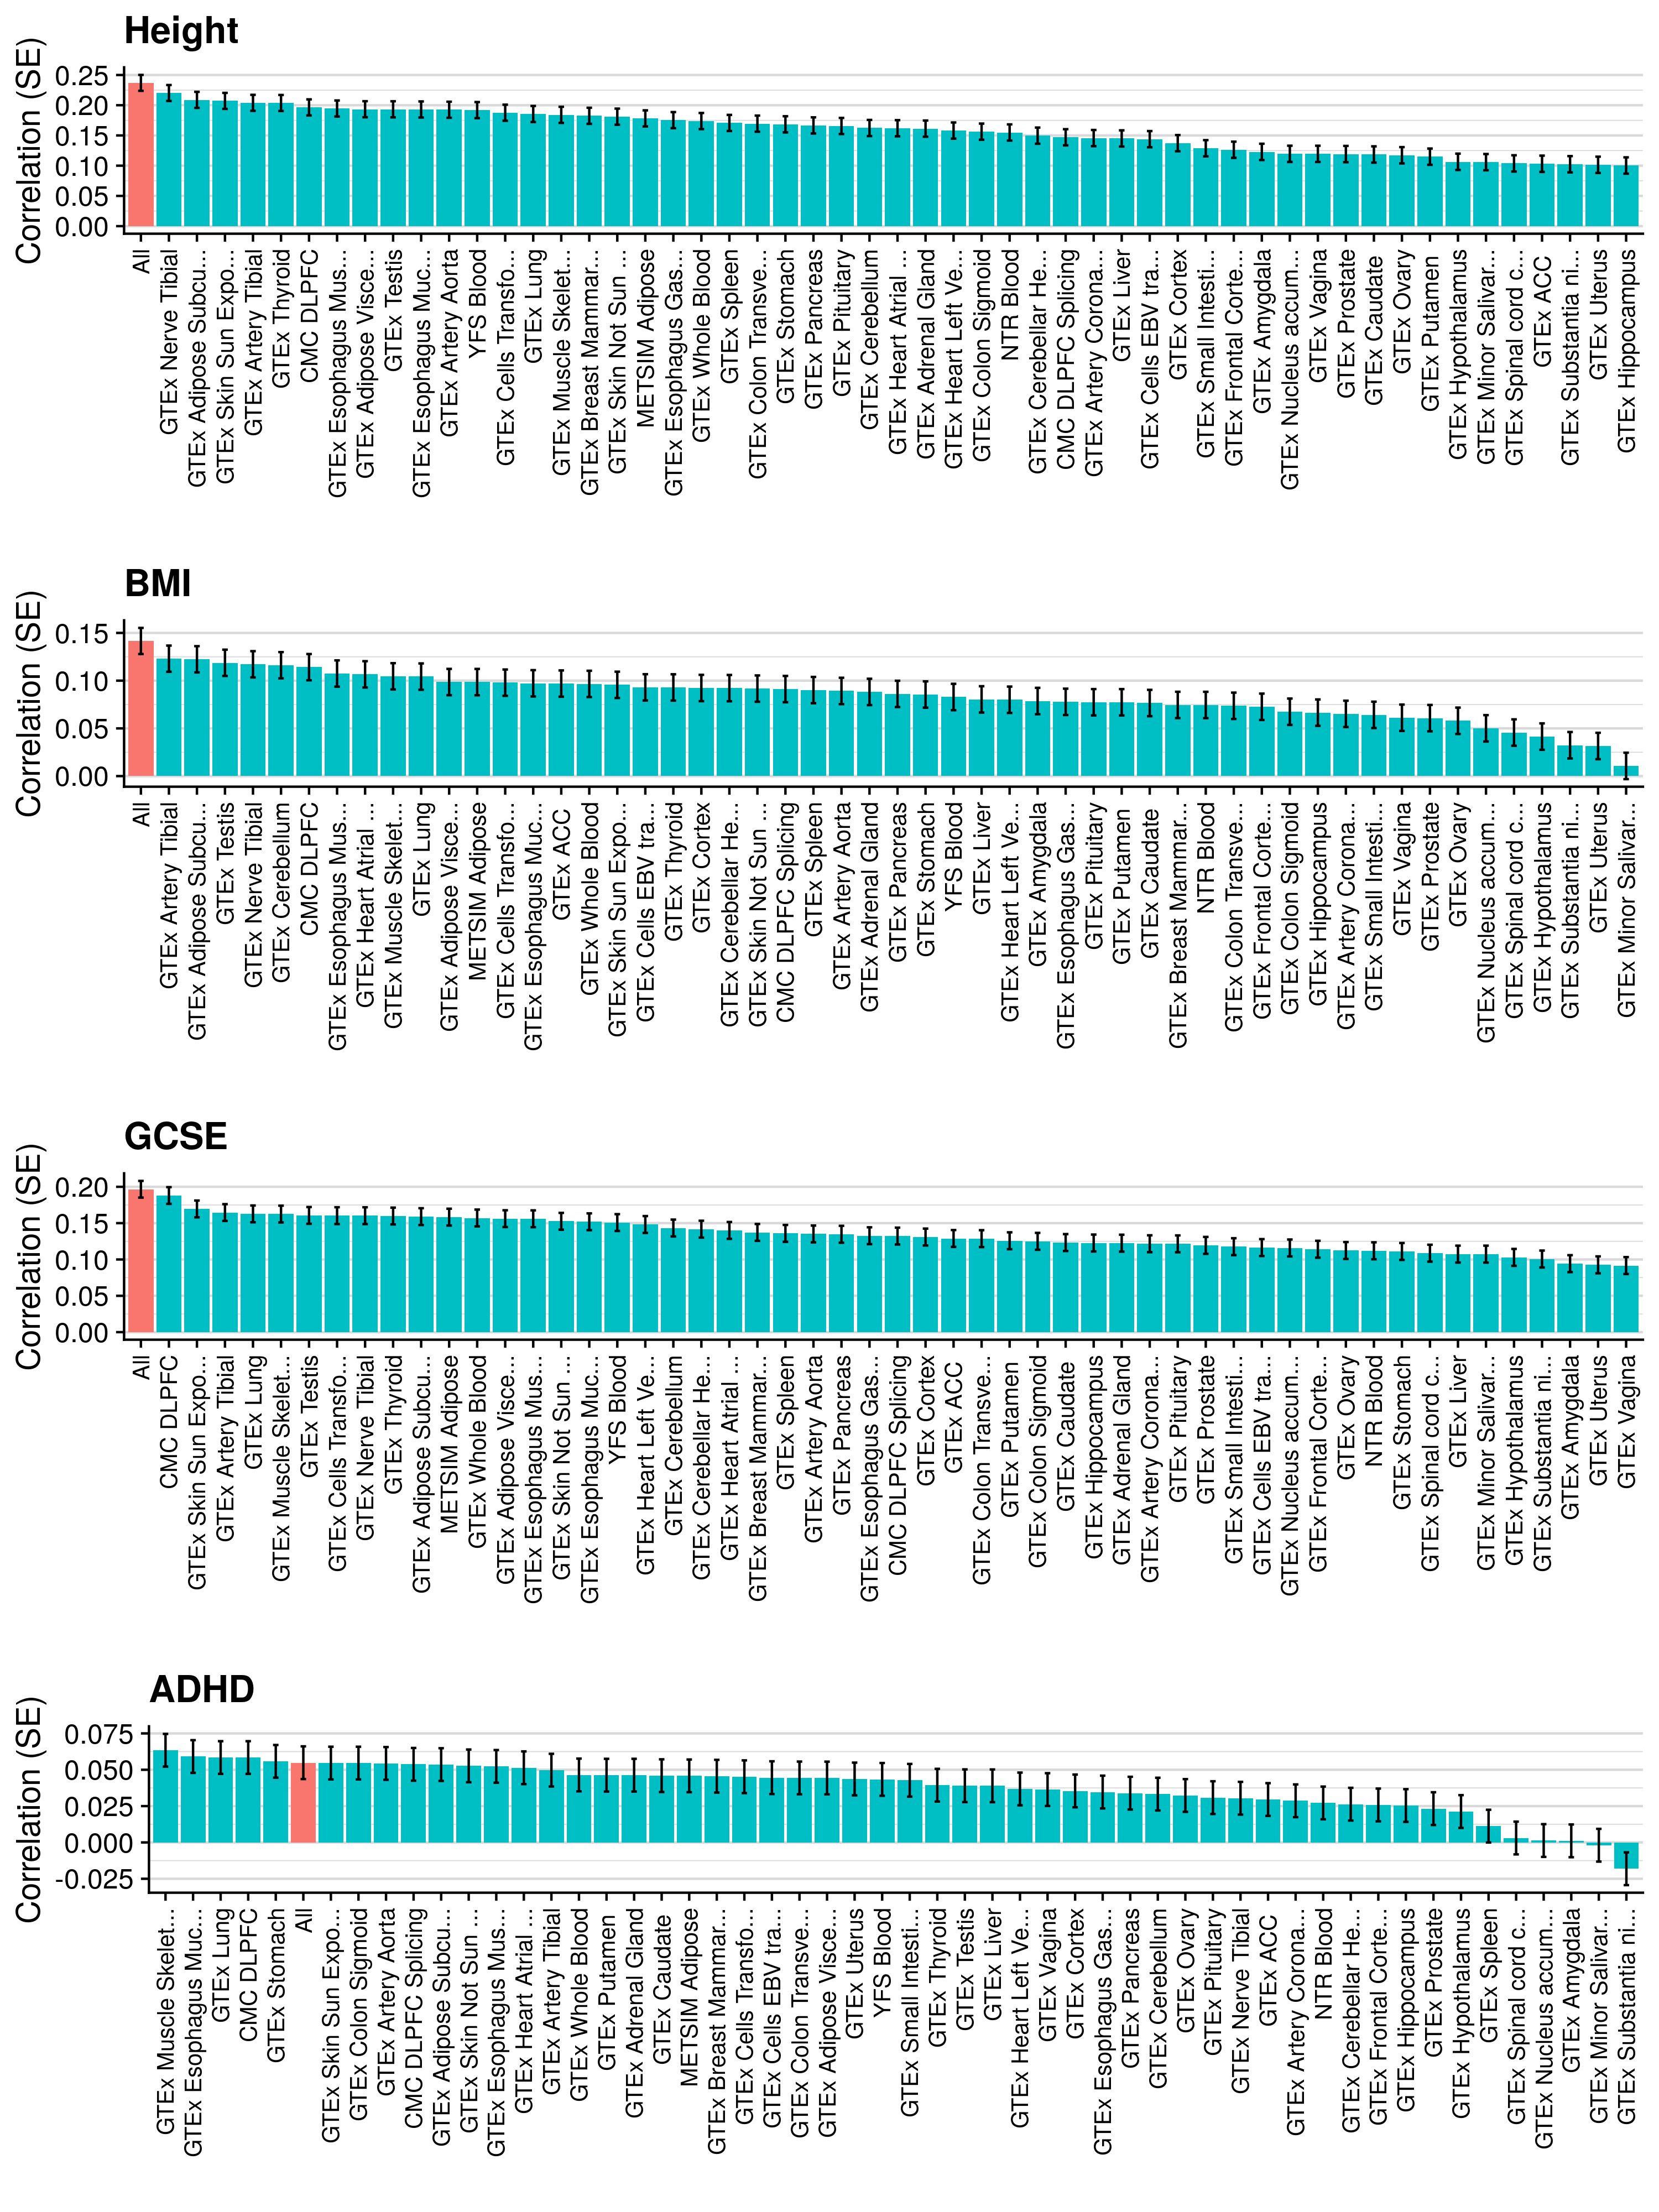 Height
Correlation (SE)
0.25
0.20
0.15
0.10
0.05
0.00
All
GTEx Nerve Tibial
GTEx Adipose Subcu...
GTEx Skin Sun Expo...
GTEx Artery Tibial
GTEx Thyroid
CMC DLPFC
GTEx Esophagus Mus...
GTEx Adipose Visce...
GTEx Testis
GTEx Esophagus Muc...
GTEx Artery Aorta
YFS Blood
GTEx Cells Transfo...
GTEx Lung
GTEx Muscle Skelet...
GTEx Breast Mammar...
GTEx Skin Not Sun ...
METSIM Adipose
GTEx Esophagus Gas...
GTEx Whole Blood
GTEx Spleen
GTEx Colon Transve...
GTEx Stomach
GTEx Pancreas
GTEx Pituitary
GTEx Cerebellum
GTEx Heart Atrial ...
GTEx Adrenal Gland
GTEx Heart Left Ve...
GTEx Colon Sigmoid
NTR Blood
GTEx Cerebellar He...
CMC DLPFC Splicing
GTEx Artery Corona...
GTEx Liver
GTEx Cells EBV tra...
GTEx Cortex
GTEx Small Intesti...
GTEx Frontal Corte...
GTEx Amygdala
GTEx Nucleus accum...
GTEx Vagina
GTEx Prostate
GTEx Caudate
GTEx Ovary
GTEx Putamen
GTEx Hypothalamus
GTEx Minor Salivar...
GTEx Spinal cord c...
GTEx ACC
GTEx Substantia ni...
GTEx Uterus
GTEx Hippocampus
BMI
Correlation (SE)
0.15
0.10
0.05
0.00
All
GTEx Artery Tibial
GTEx Adipose Subcu...
GTEx Testis
GTEx Nerve Tibial
GTEx Cerebellum
CMC DLPFC
GTEx Esophagus Mus...
GTEx Heart Atrial ...
GTEx Muscle Skelet...
GTEx Lung
GTEx Adipose Visce...
METSIM Adipose
GTEx Cells Transfo...
GTEx Esophagus Muc...
GTEx ACC
GTEx Whole Blood
GTEx Skin Sun Expo...
GTEx Cells EBV tra...
GTEx Thyroid
GTEx Cortex
GTEx Cerebellar He...
GTEx Skin Not Sun ...
CMC DLPFC Splicing
GTEx Spleen
GTEx Artery Aorta
GTEx Adrenal Gland
GTEx Pancreas
GTEx Stomach
YFS Blood
GTEx Liver
GTEx Heart Left Ve...
GTEx Amygdala
GTEx Esophagus Gas...
GTEx Pituitary
GTEx Putamen
GTEx Caudate
GTEx Breast Mammar...
NTR Blood
GTEx Colon Transve...
GTEx Frontal Corte...
GTEx Colon Sigmoid
GTEx Hippocampus
GTEx Artery Corona...
GTEx Small Intesti...
GTEx Vagina
GTEx Prostate
GTEx Ovary
GTEx Nucleus accum...
GTEx Spinal cord c...
GTEx Hypothalamus
GTEx Substantia ni...
GTEx Uterus
GTEx Minor Salivar...
GCSE
Correlation (SE)
0.20
0.15
0.10
0.05
0.00
All
CMC DLPFC
GTEx Skin Sun Expo...
GTEx Artery Tibial
GTEx Lung
GTEx Muscle Skelet...
GTEx Testis
GTEx Cells Transfo...
GTEx Nerve Tibial
GTEx Thyroid
GTEx Adipose Subcu...
METSIM Adipose
GTEx Whole Blood
GTEx Adipose Visce...
GTEx Esophagus Mus...
GTEx Skin Not Sun ...
GTEx Esophagus Muc...
YFS Blood
GTEx Heart Left Ve...
GTEx Cerebellum
GTEx Cerebellar He...
GTEx Heart Atrial ...
GTEx Breast Mammar...
GTEx Spleen
GTEx Artery Aorta
GTEx Pancreas
GTEx Esophagus Gas...
CMC DLPFC Splicing
GTEx Cortex
GTEx ACC
GTEx Colon Transve...
GTEx Putamen
GTEx Colon Sigmoid
GTEx Caudate
GTEx Hippocampus
GTEx Adrenal Gland
GTEx Artery Corona...
GTEx Pituitary
GTEx Prostate
GTEx Small Intesti...
GTEx Cells EBV tra...
GTEx Nucleus accum...
GTEx Frontal Corte...
GTEx Ovary
NTR Blood
GTEx Stomach
GTEx Spinal cord c...
GTEx Liver
GTEx Minor Salivar...
GTEx Hypothalamus
GTEx Substantia ni...
GTEx Amygdala
GTEx Uterus
GTEx Vagina
ADHD
Correlation (SE)
0.075
0.050
0.025
0.000
-0.025
GTEx Muscle Skelet...
GTEx Esophagus Muc...
GTEx Lung
CMC DLPFC
GTEx Stomach
All
GTEx Skin Sun Expo...
GTEx Colon Sigmoid
GTEx Artery Aorta
CMC DLPFC Splicing
GTEx Adipose Subcu...
GTEx Skin Not Sun ...
GTEx Esophagus Mus...
GTEx Heart Atrial ...
GTEx Artery Tibial
GTEx Whole Blood
GTEx Putamen
GTEx Adrenal Gland
GTEx Caudate
METSIM Adipose
GTEx Breast Mammar...
GTEx Cells Transfo...
GTEx Cells EBV tra...
GTEx Colon Transve...
GTEx Adipose Visce...
GTEx Uterus
YFS Blood
GTEx Small Intesti...
GTEx Thyroid
GTEx Testis
GTEx Liver
GTEx Heart Left Ve...
GTEx Vagina
GTEx Cortex
GTEx Esophagus Gas...
GTEx Pancreas
GTEx Cerebellum
GTEx Ovary
GTEx Pituitary
GTEx Nerve Tibial
GTEx ACC
GTEx Artery Corona...
NTR Blood
GTEx Cerebellar He...
GTEx Frontal Corte...
GTEx Hippocampus
GTEx Prostate
GTEx Hypothalamus
GTEx Spleen
GTEx Spinal cord c...
GTEx Nucleus accum...
GTEx Amygdala
GTEx Minor Salivar...
GTEx Substantia ni...